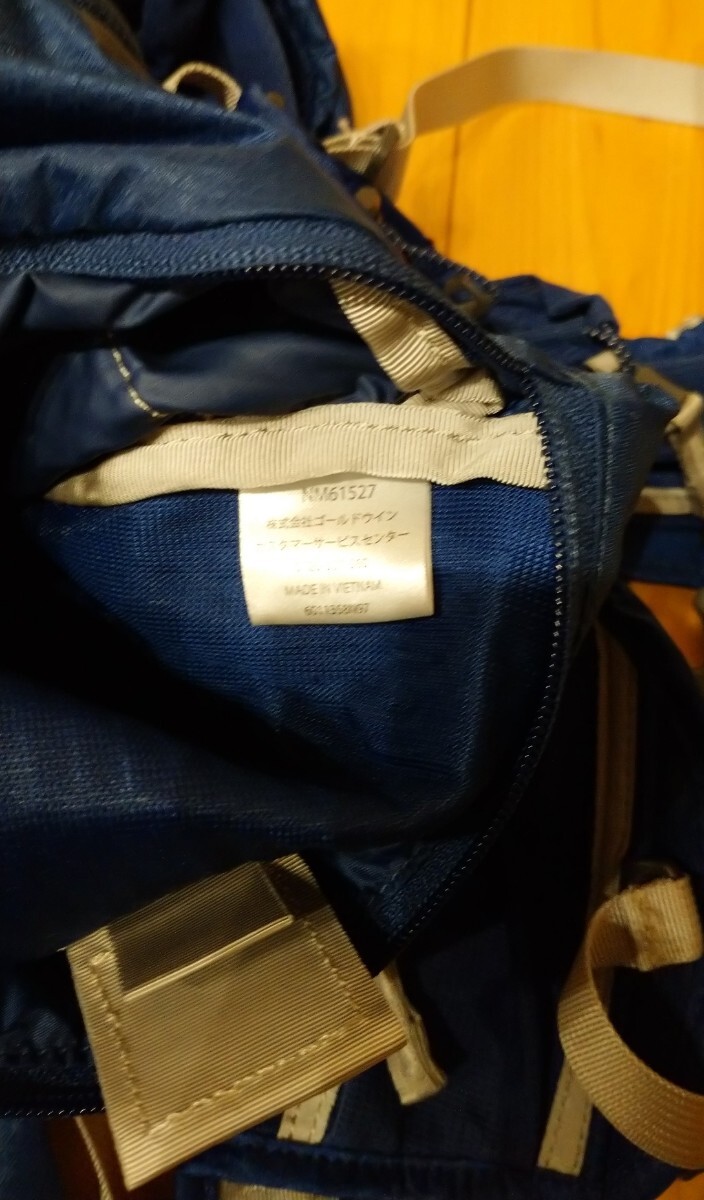 NM61527
株式会社ゴールドウイン
カスタマーサービスセンター
MADE IN VIETNAM
6011B58N97